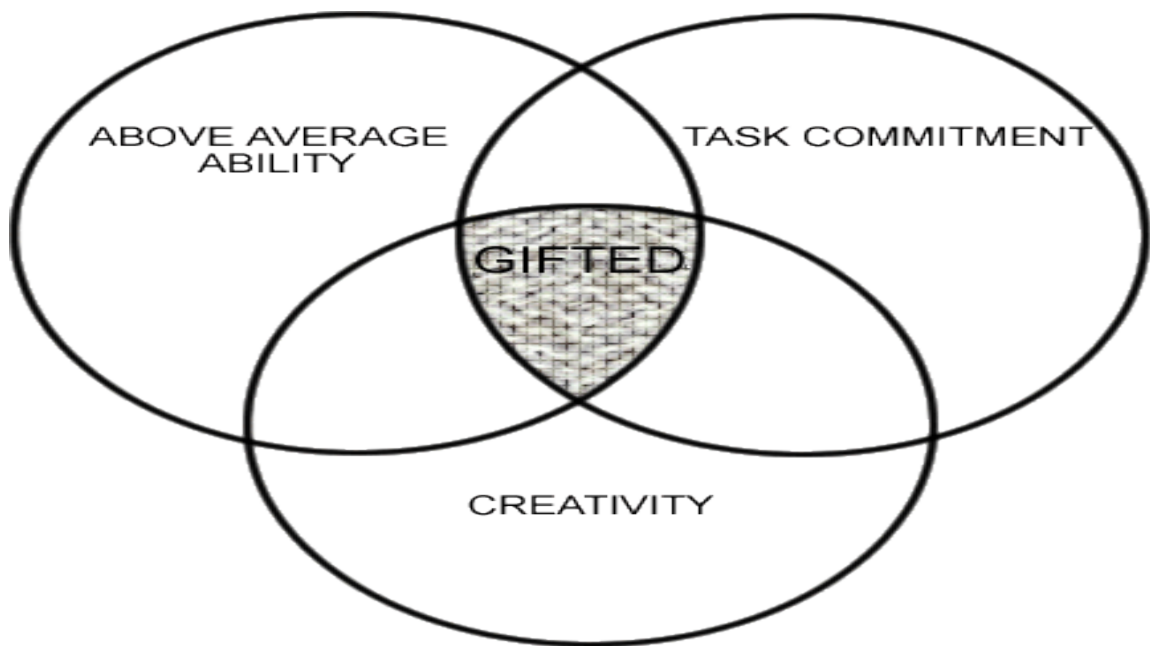 ABOVE AVERAGE
ABILITY
TASK COMMITMENT
GIFTED
CREATIVITY